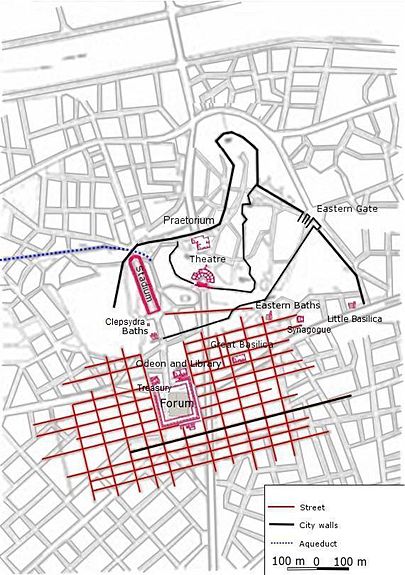 Eastern Gate
Praetorium
Theatre
Stadium
Eastern Baths
Little Basilica
Clepsydra
Baths
Synagogue
Great Basilica
Odeon and Library
Treasury
Forum
Street
City walls
Aqueduct
100 m 0 100 m